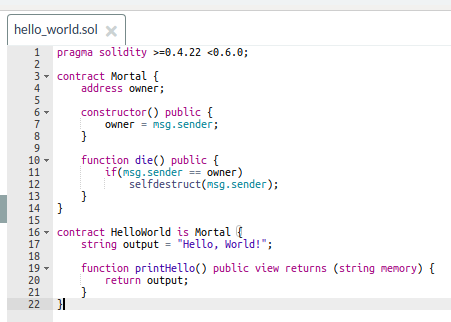 hello_world.sol
1 pragma solidity >=0.4.22 <0.6.0;
2
3 contract Mortal {
4     address owner;
5
6     constructor() public {
7         owner = msg.sender;
8     }
9
10     function die() public {
11         if(msg.sender == owner)
12             selfdestruct(msg.sender);
13     }
14 }
15
16 contract HelloWorld is Mortal {
17     string output = "Hello, World!";
18
19     function printHello() public view returns (string memory) {
20         return output;
21     }
22 }